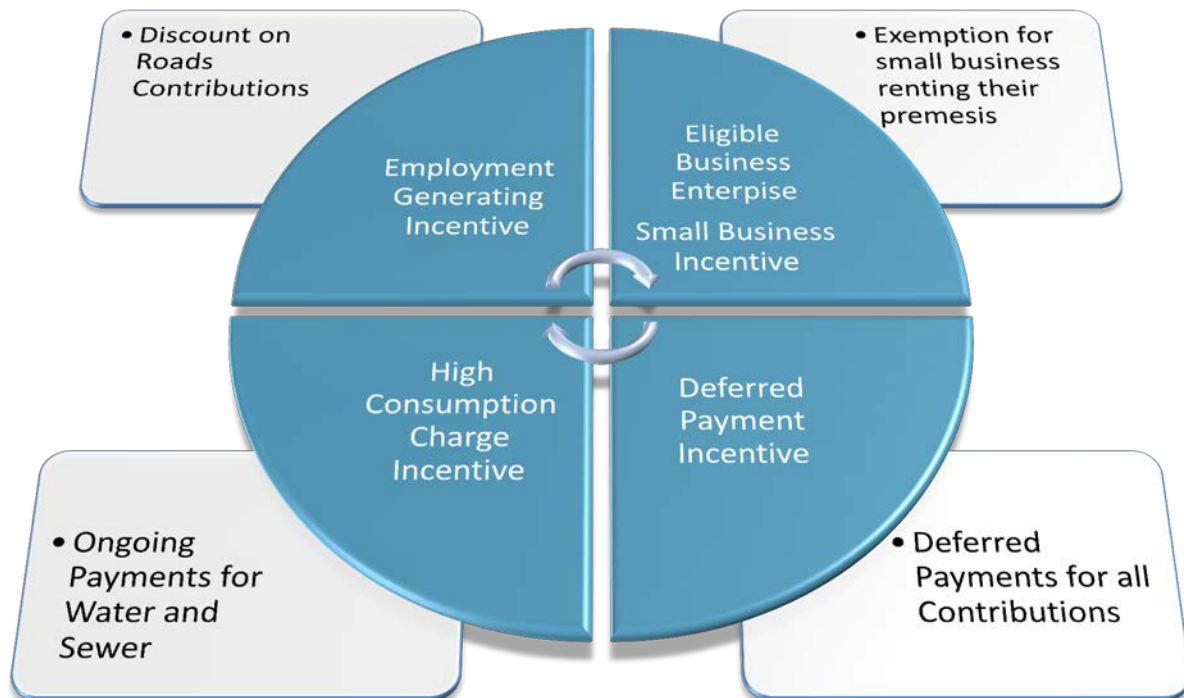 • Discount on
Roads
Contributions
• Exemption for
small business
renting their
premesis
Employment
Generating
Incentive
Eligible
Business
Enterpise
Small Business
Incentive
High
Consumption
Charge
Incentive
Deferred
Payment
Incentive
• Ongoing
Payments for
Water and
Sewer
• Deferred
Payments for all
Contributions